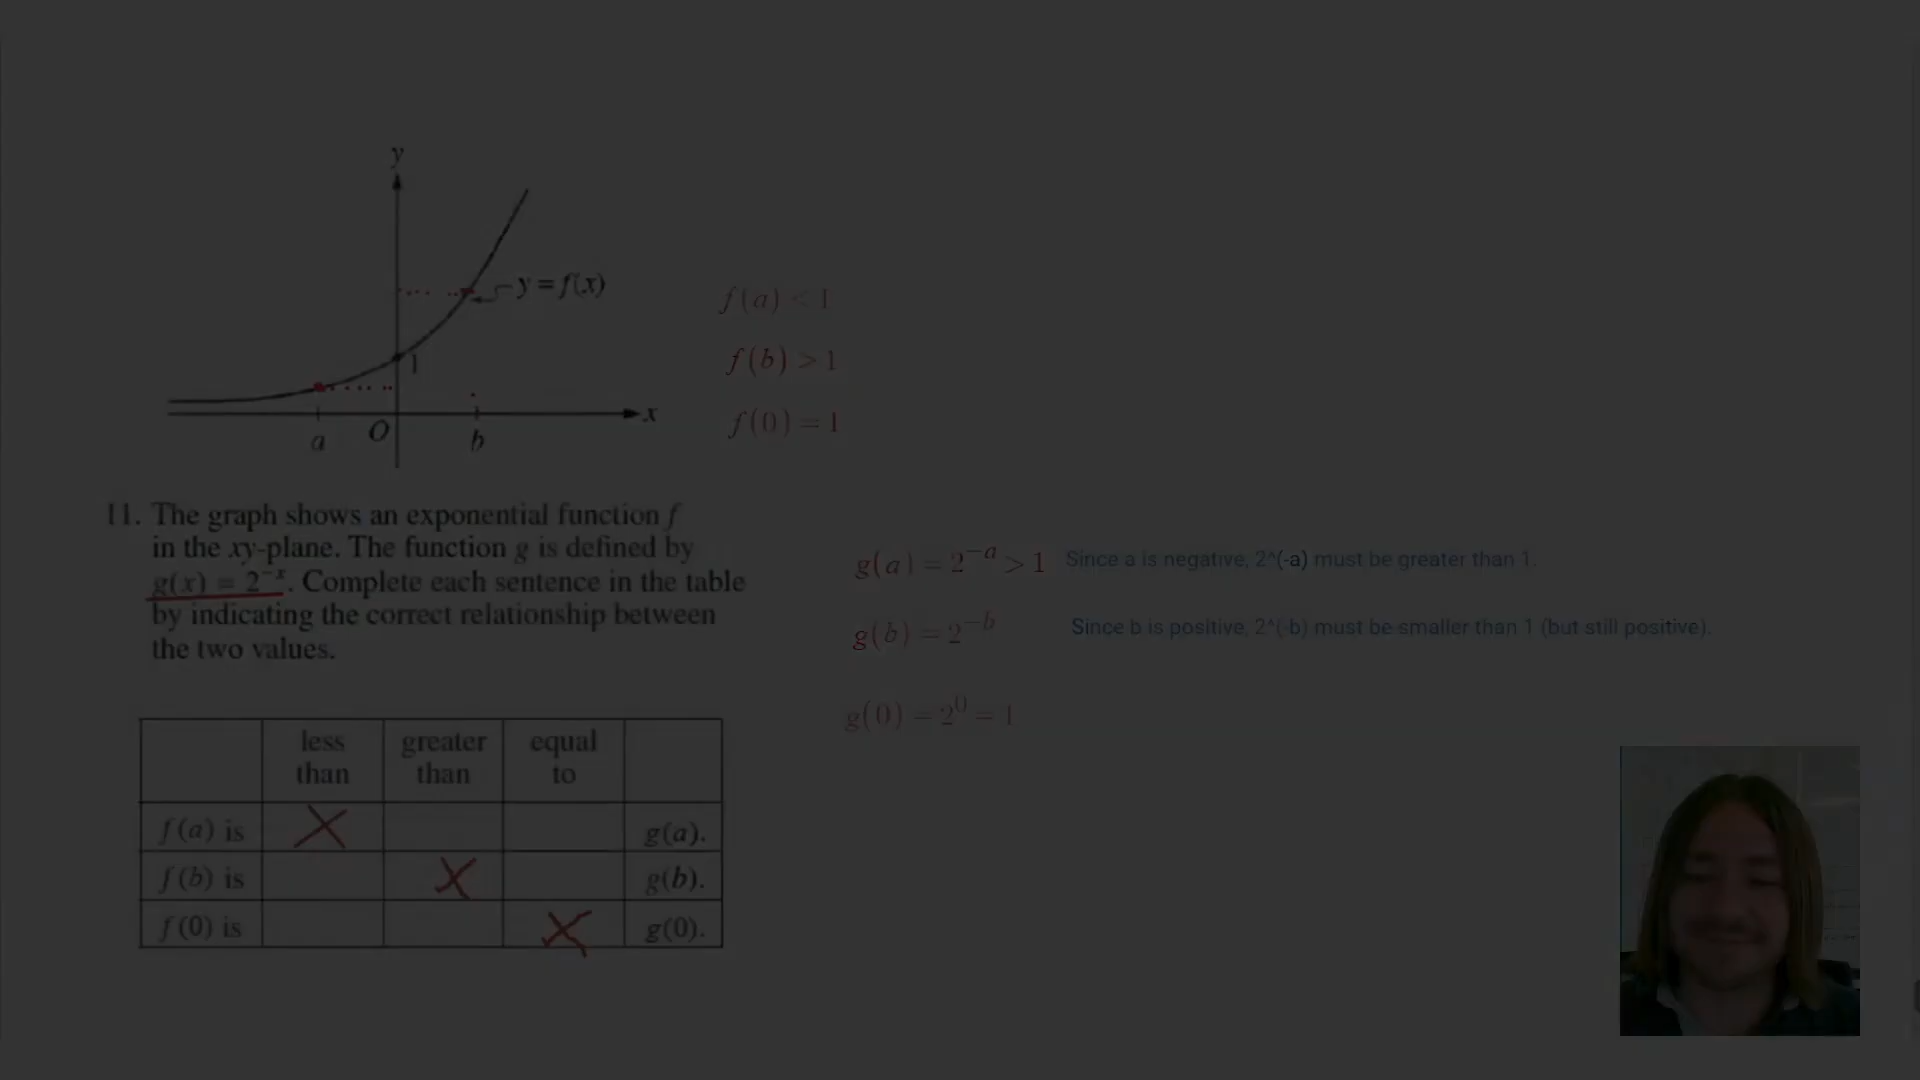 y
y = f(x)
1
x
O
a
b
f(a) < 1
f(b) > 1
f(0) = 1
11. The graph shows an exponential function f
in the xy-plane. The function g is defined by
g(x) = 2^{-x}. Complete each sentence in the table
by indicating the correct relationship between
the two values.
g(a) = 2^{-a} > 1 Since a is negative, 2^(-a) must be greater than 1.
g(b) = 2^{-b} Since b is positive, 2^(-b) must be smaller than 1 (but still positive).
g(0) = 2^0 = 1
less than greater than equal to
f(a) is X g(a).
f(b) is X g(b).
f(0) is X g(0).